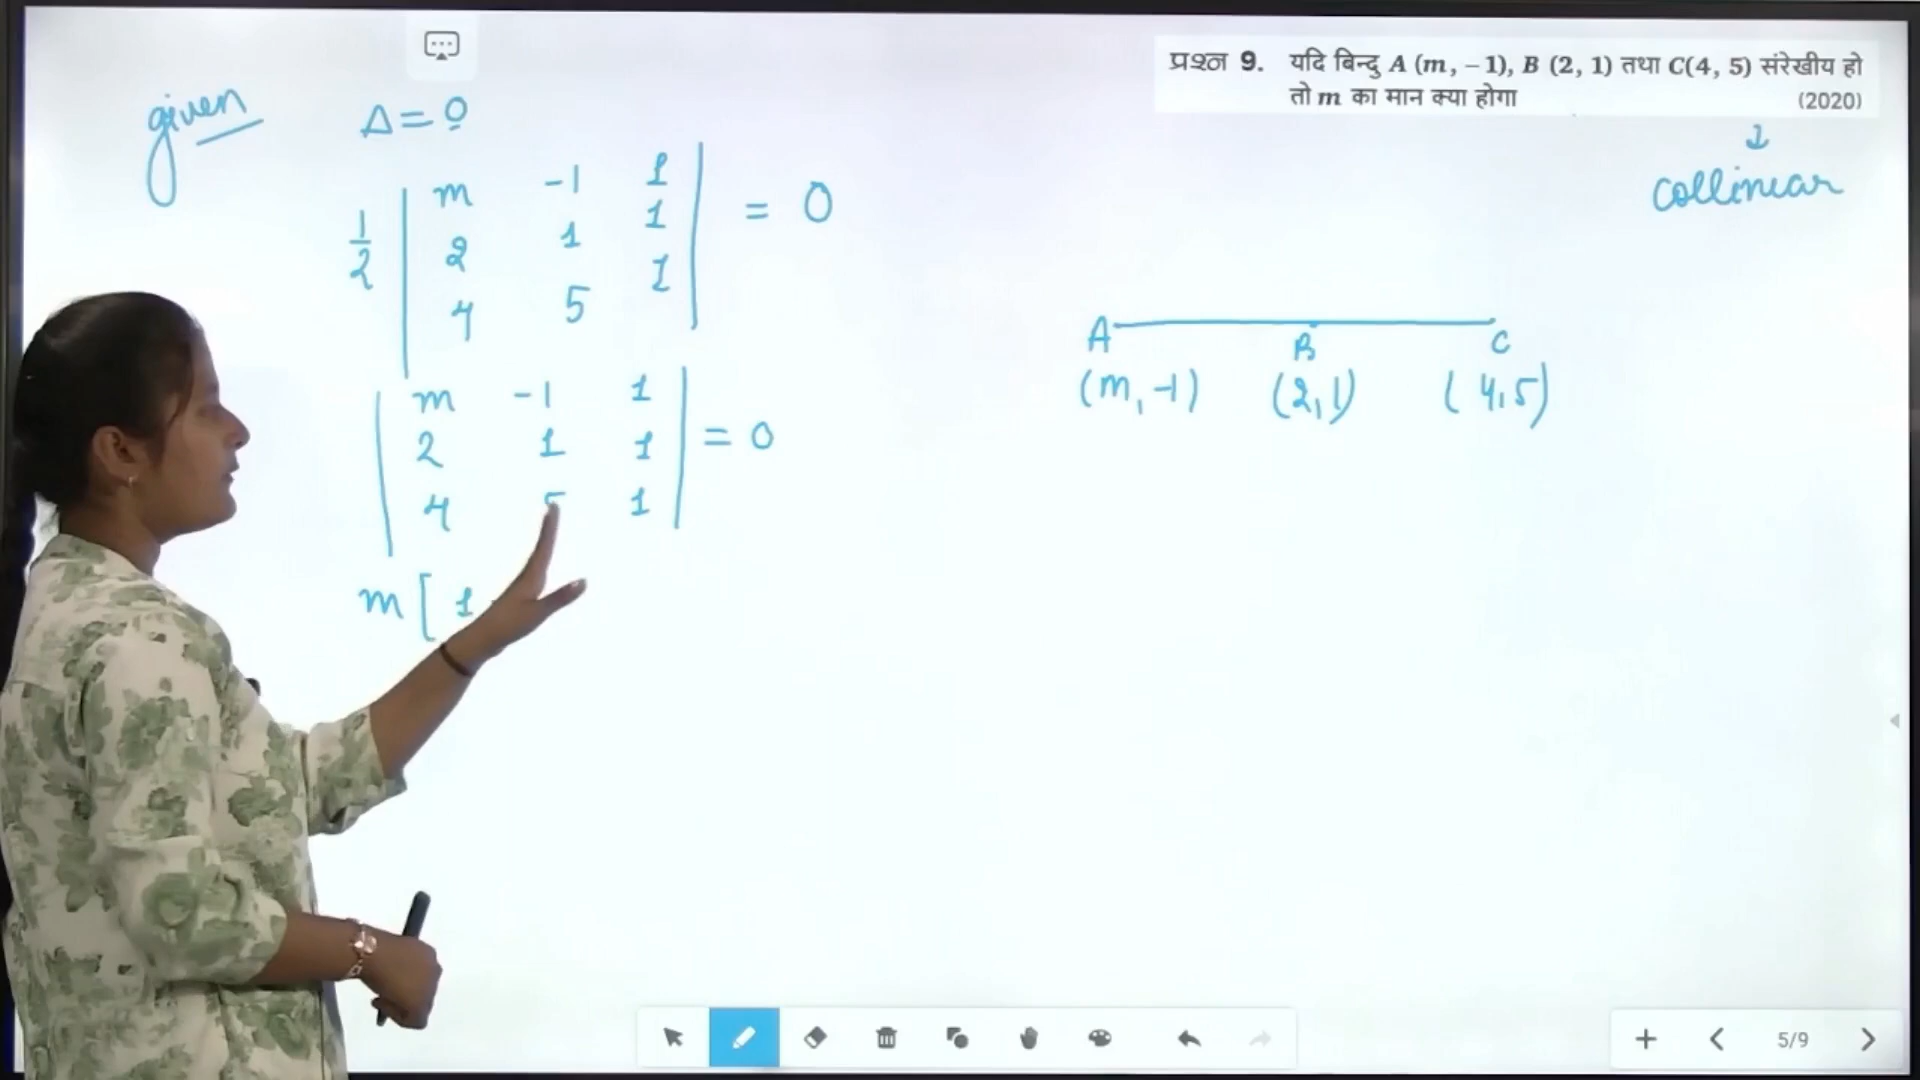 प्रश्न 9. यदि बिन्दु A (m, – 1), B (2, 1) तथा C(4, 5) संरेखीय हो
तो m का मान क्या होगा (2020)
↓
collinear
given Δ = 0
1/2 | m -1 1 |
| 2 1 1 | = 0
| 4 5 1 |
| m -1 1 |
| 2 1 1 | = 0
| 4 5 1 |
m [ 1
A B C
(m, -1) (2,1) (4,5)
5/9